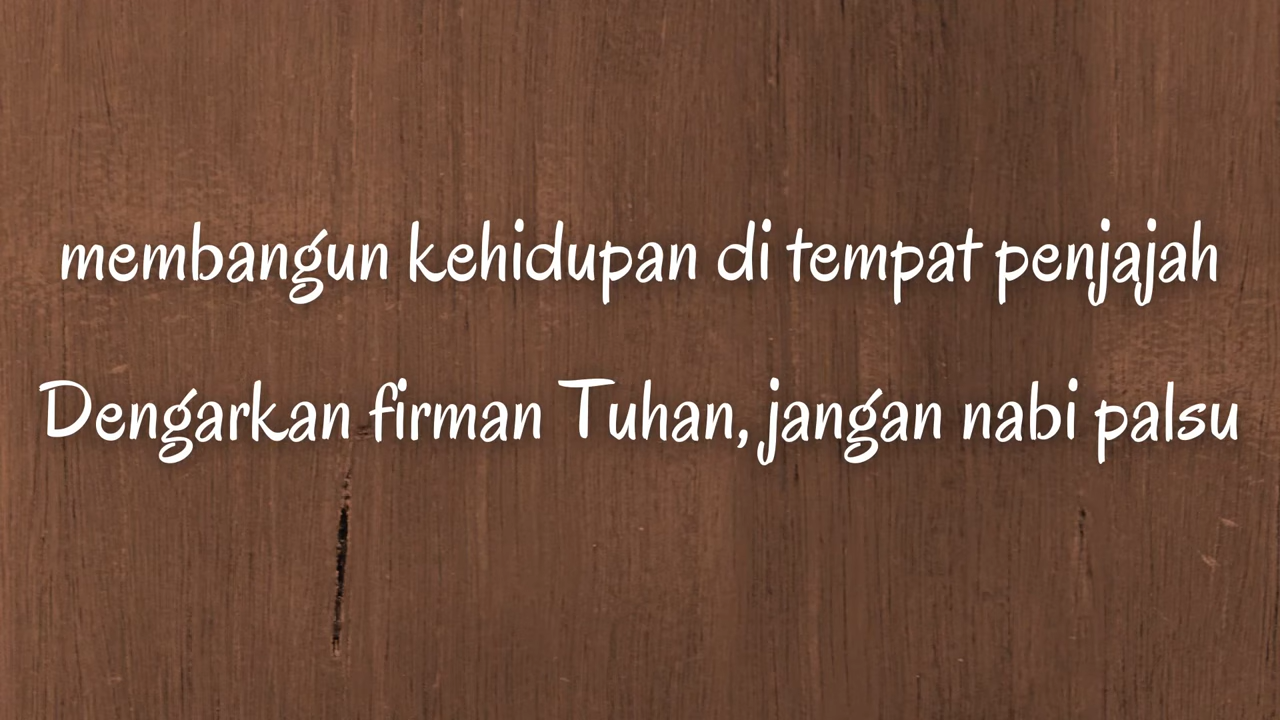 membangun kehidupan di tempat penjajah
Dengarkan firman Tuhan, jangan nabi palsu